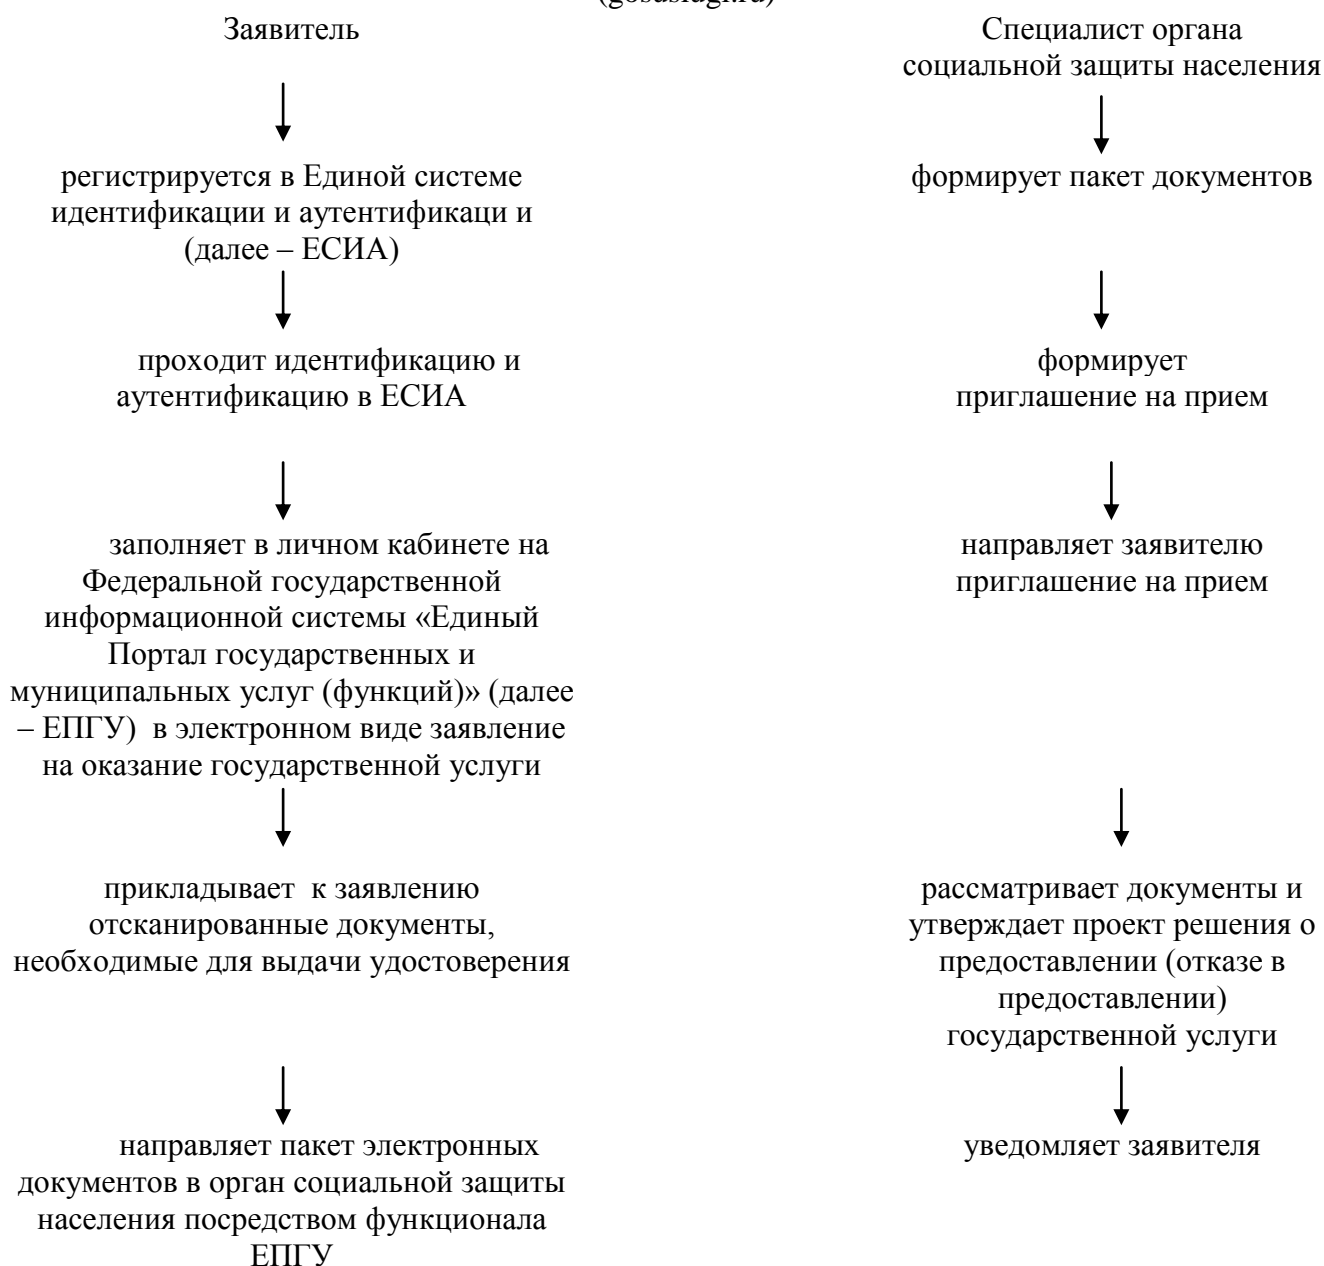 (gosuslugi.ru)
Заявитель
регистрируется в Единой системе
идентификации и аутентификаци и
(далее – ЕСИА)
проходит идентификацию и
аутентификацию в ЕСИА
заполняет в личном кабинете на
Федеральной государственной
информационной системы «Единый
Портал государственных и
муниципальных услуг (функций)» (далее
– ЕПГУ)  в электронном виде заявление
на оказание государственной услуги
прикладывает  к заявлению
отсканированные документы,
необходимые для выдачи удостоверения
направляет пакет электронных
документов в орган социальной защиты
населения посредством функционала
ЕПГУ
Специалист органа
социальной защиты населения
формирует пакет документов
формирует
приглашение на прием
направляет заявителю
приглашение на прием
рассматривает документы и
утверждает проект решения о
предоставлении (отказе в
предоставлении)
государственной услуги
уведомляет заявителя